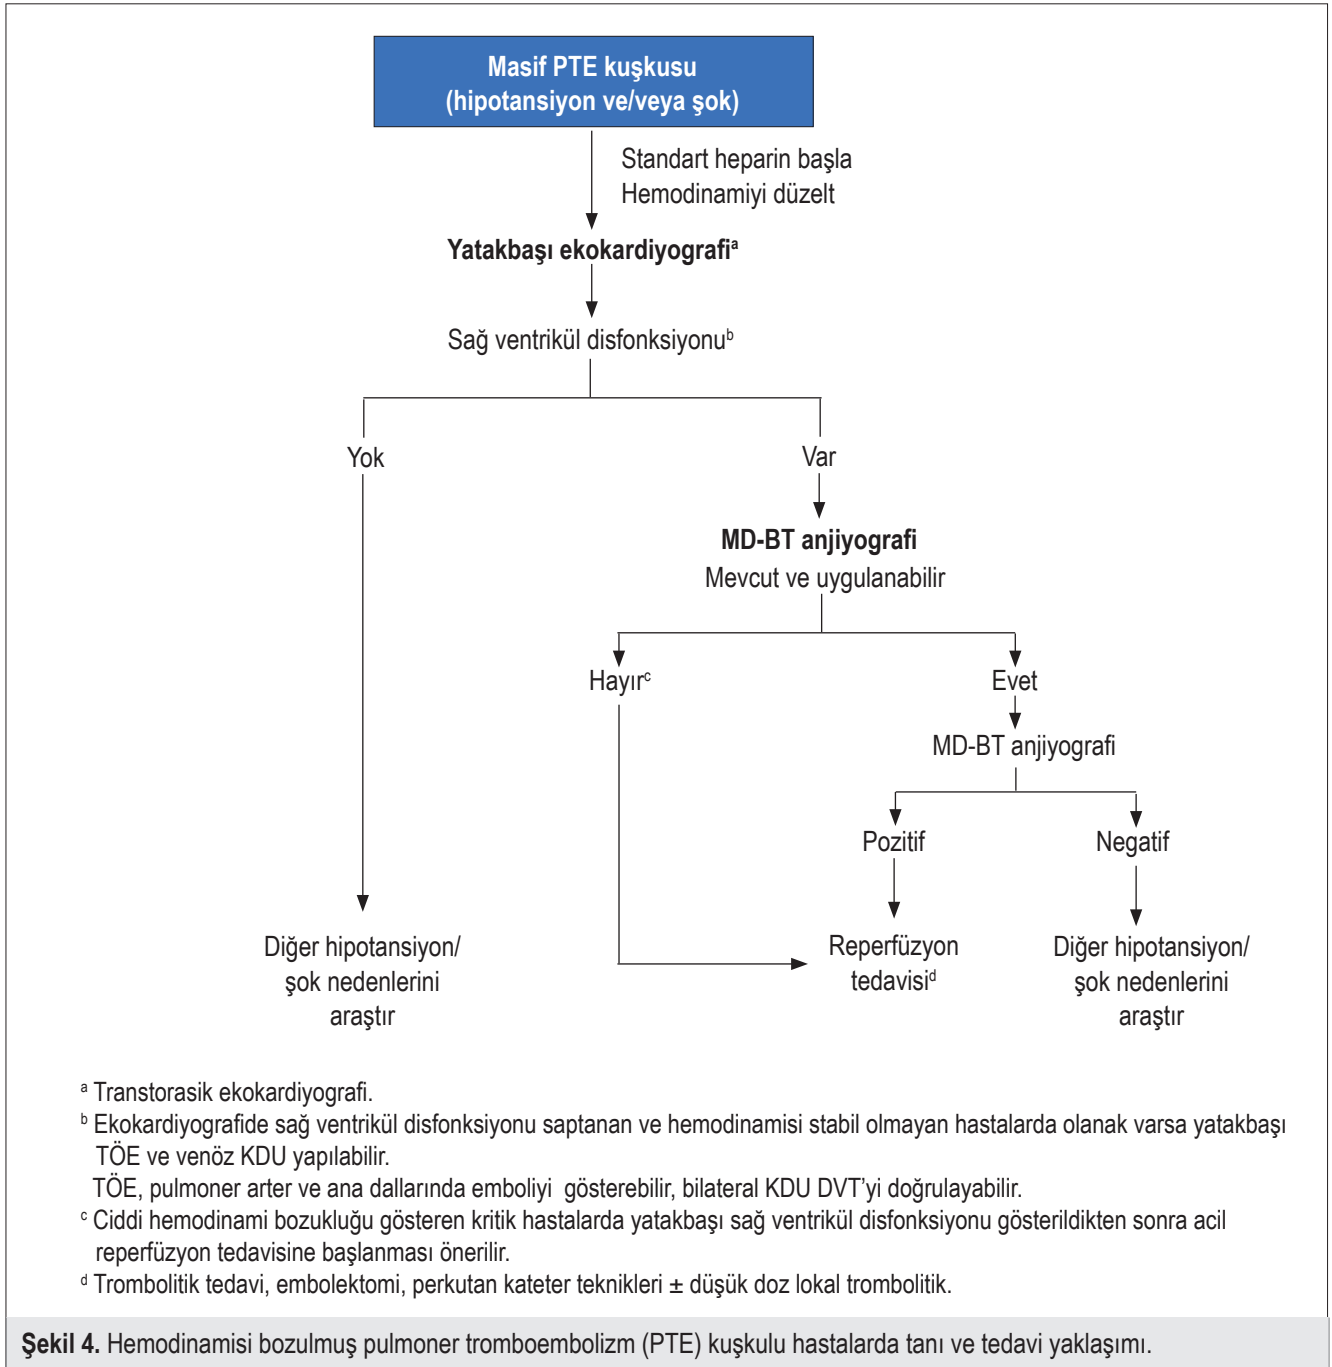 Masif PTE kuşkusu
(hipotansiyon ve/veya şok)
Standart heparin başla
Hemodinamiyi düzelt
Yatakbaşı ekokardiyografiᵃ
Sağ ventrikül disfonksiyonuᵇ
Yok
Var
MD-BT anjiyografi
Mevcut ve uygulanabilir
Hayırᶜ
Evet
MD-BT anjiyografi
Pozitif
Negatif
Diğer hipotansiyon/
şok nedenlerini
araştır
Reperfüzyon
tedavisiᵈ
Diğer hipotansiyon/
şok nedenlerini
araştır
ᵃ Transtorasik ekokardiyografi.
ᵇ Ekokardiyografide sağ ventrikül disfonksiyonu saptanan ve hemodinamisi stabil olmayan hastalarda olanak varsa yatakbaşı
TÖE ve venöz KDU yapılabilir.
TÖE, pulmoner arter ve ana dallarında emboliyi gösterebilir, bilateral KDU DVT’yi doğrulayabilir.
ᶜ Ciddi hemodinami bozukluğu gösteren kritik hastalarda yatakbaşı sağ ventrikül disfonksiyonu gösterildikten sonra acil
reperfüzyon tedavisine başlanması önerilir.
ᵈ Trombolitik tedavi, embolektomi, perkutan kateter teknikleri ± düşük doz lokal trombolitik.
Şekil 4. Hemodinamisi bozulmuş pulmoner tromboembolizm (PTE) kuşkulu hastalarda tanı ve tedavi yaklaşımı.